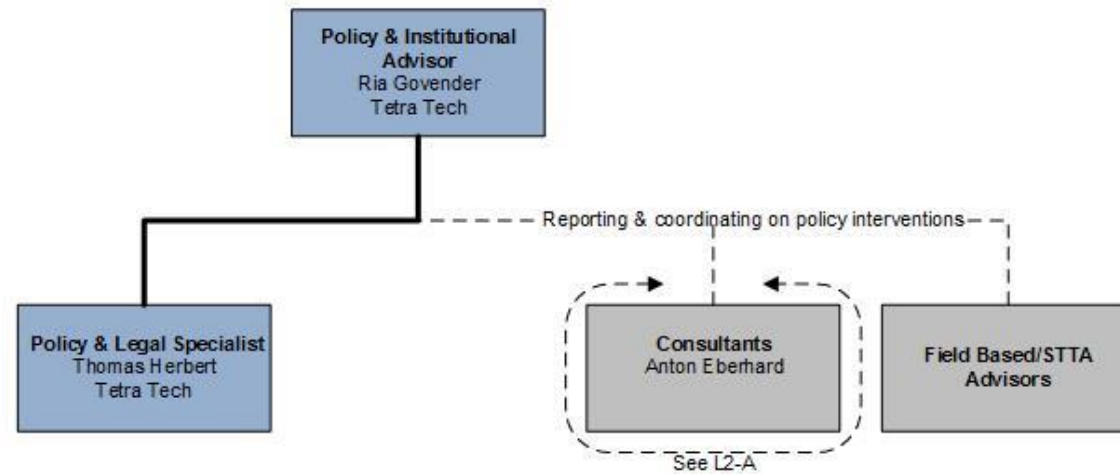 Policy & Institutional
Advisor
Ria Govender
Tetra Tech
Reporting & coordinating on policy interventions
Policy & Legal Specialist
Thomas Herbert
Tetra Tech
Consultants
Anton Eberhard
Field Based/STTA
Advisors
See L2-A